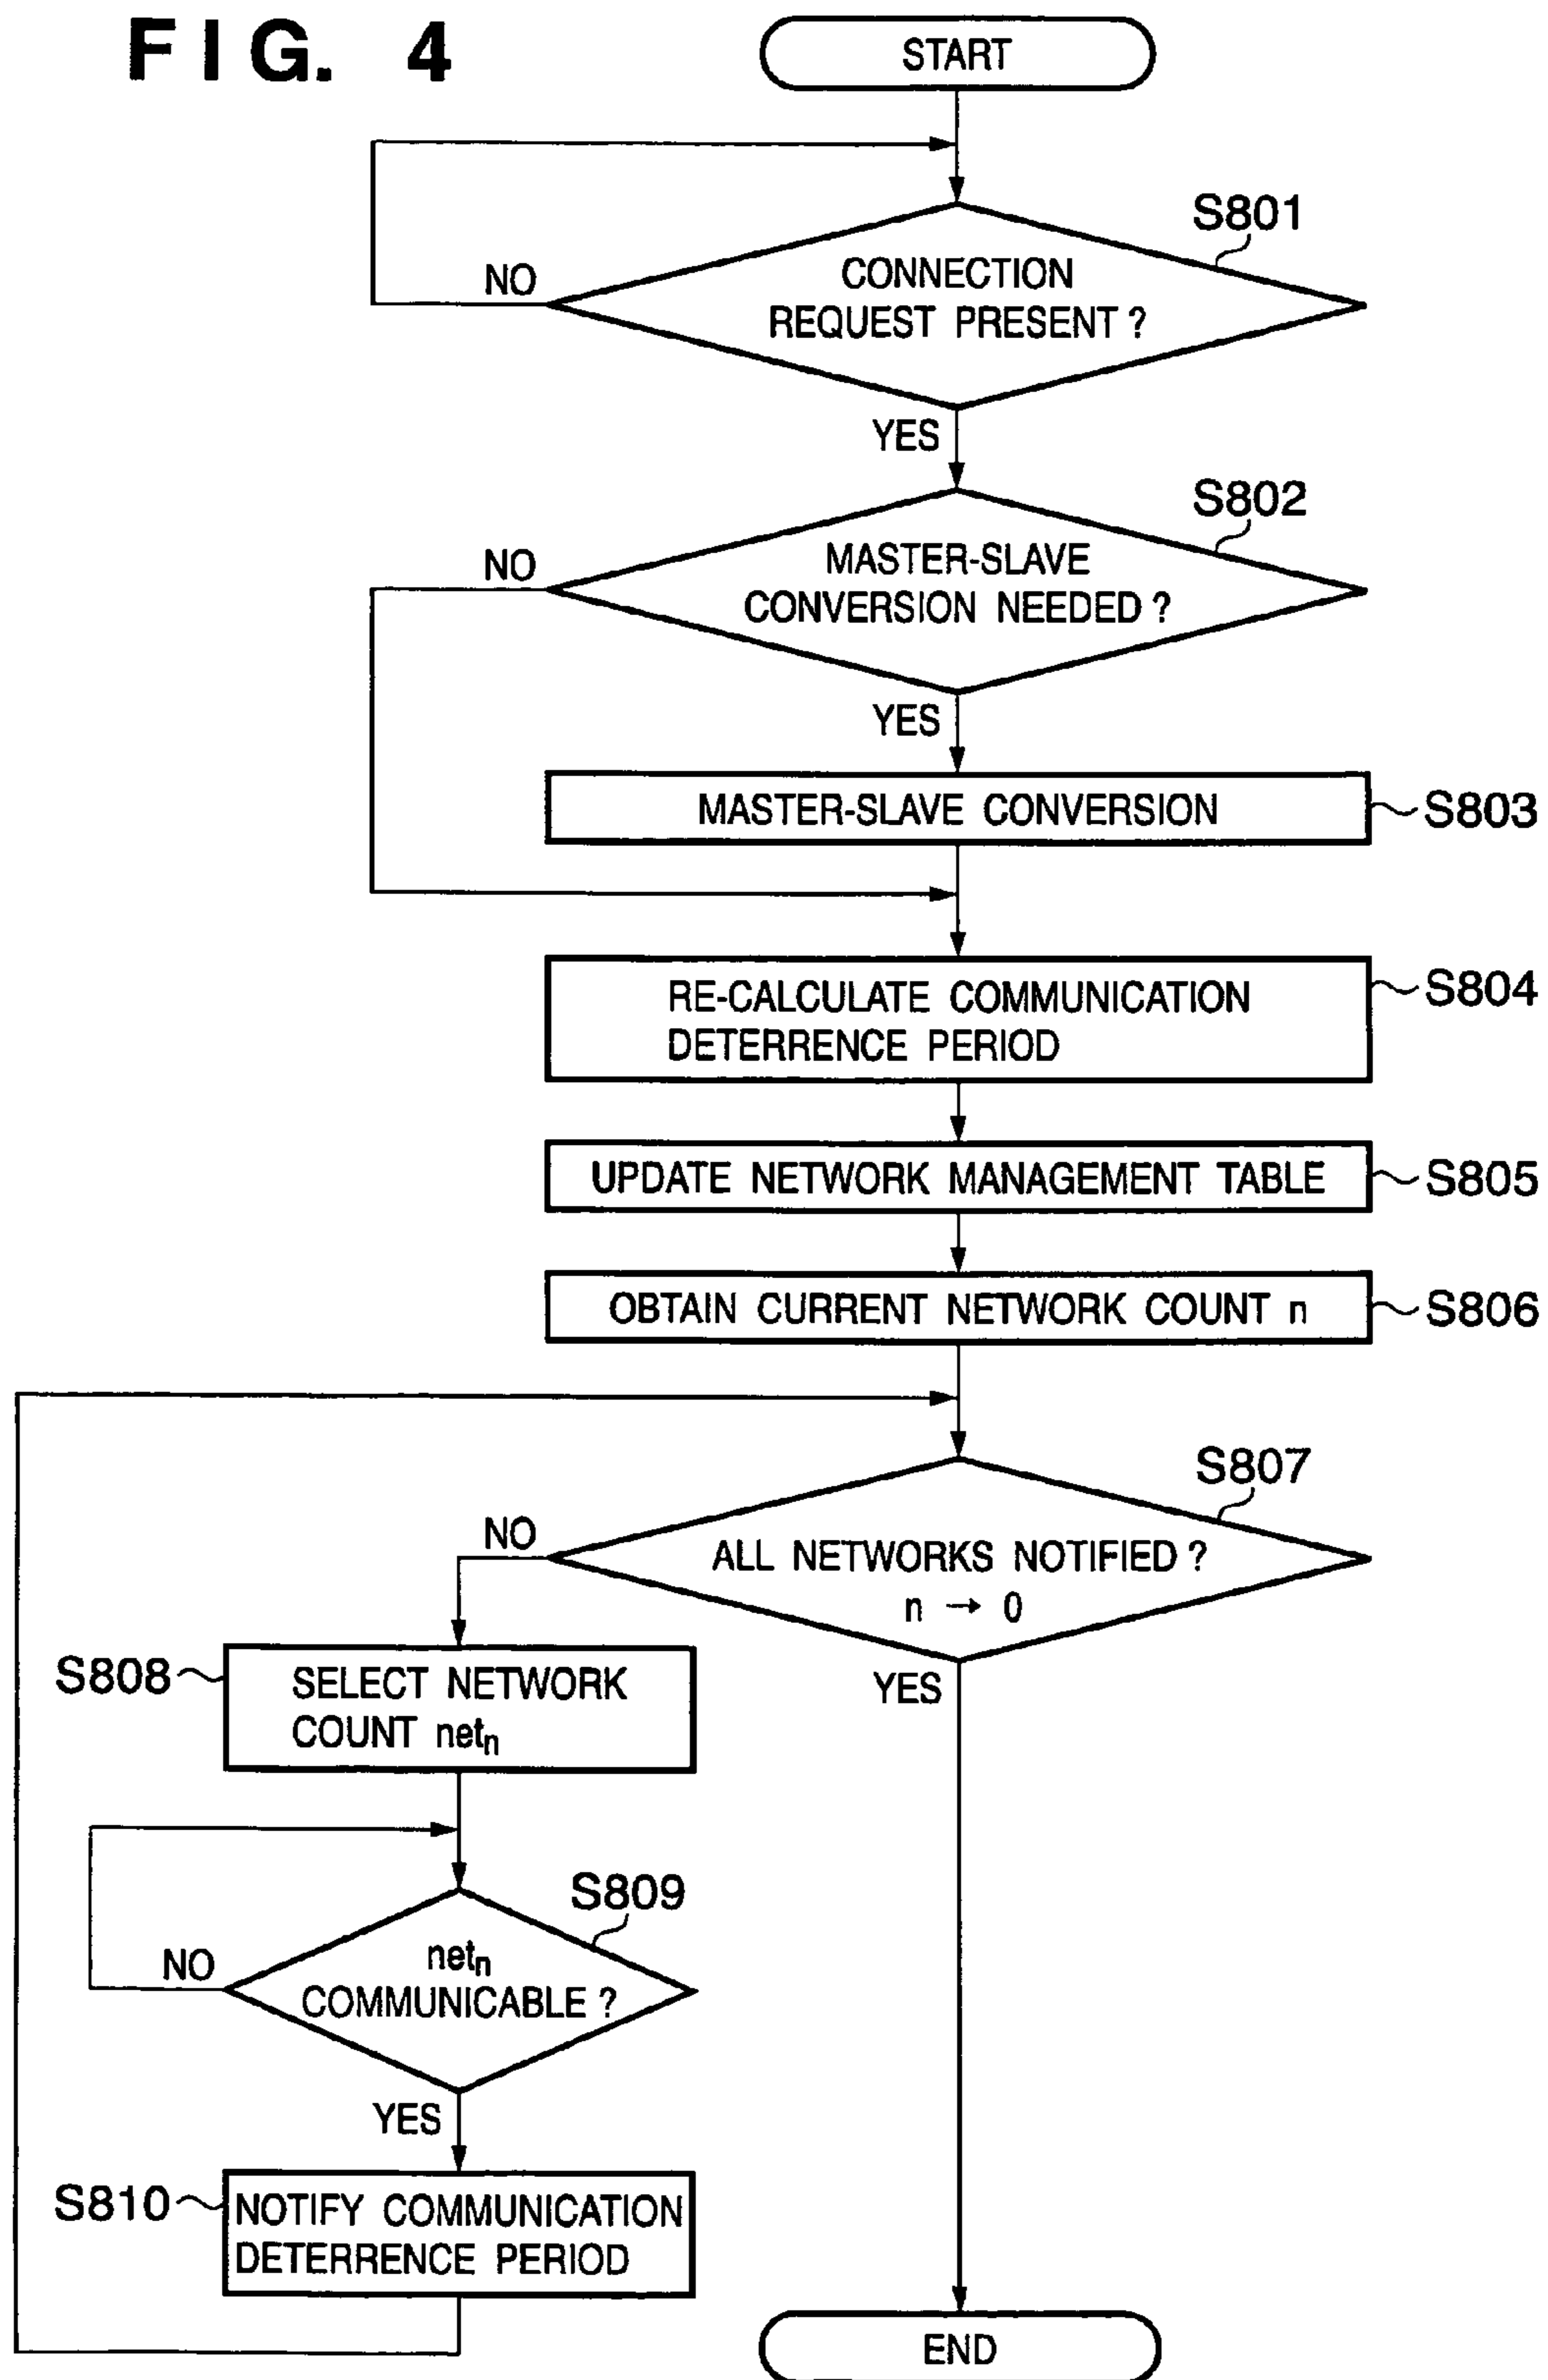 FIG. 4
START
S801
CONNECTION
REQUEST PRESENT ?
NO
YES
S802
MASTER-SLAVE
CONVERSION NEEDED ?
NO
YES
MASTER-SLAVE CONVERSION
S803
RE-CALCULATE COMMUNICATION
DETERRENCE PERIOD
S804
UPDATE NETWORK MANAGEMENT TABLE
S805
OBTAIN CURRENT NETWORK COUNT n
S806
S807
ALL NETWORKS NOTIFIED ?
n → 0
NO
YES
S808
SELECT NETWORK
COUNT netₙ
S809
netₙ
COMMUNICABLE ?
NO
YES
S810
NOTIFY COMMUNICATION
DETERRENCE PERIOD
END